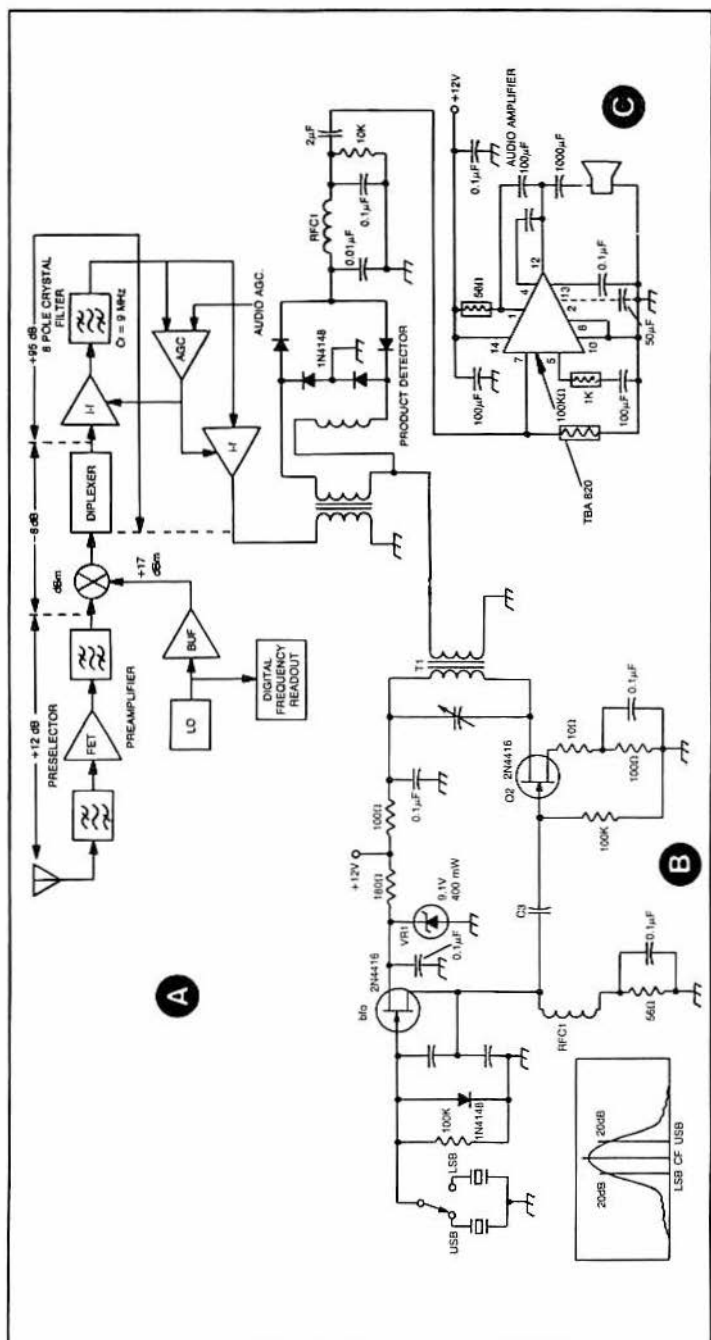 +12 dB
-8 dB
+95 dB
PRESELECTOR
8 POLE CRYSTAL
FILTER
FET
PREAMPLIFIER
dBm
+17
dBm
DIPLEXER
I-f
Cf = 9 MHz
AGC
AUDIO AGC.
I-f
LO
BUF
DIGITAL
FREQUENCY
READOUT
A
1N4148
PRODUCT DETECTOR
RFC1
0.01µF
0.1µF
2µF
10K
USB
LSB
100K
1N4148
bfo
2N4416
0.1µF
VR1
9.1V
400 mW
180Ω
+12V
100Ω
0.1µF
T1
RFC1
56Ω
0.1µF
C3
100K
Q2
2N4416
10Ω
100Ω
0.1µF
B
20dB
20dB
LSB CF USB
+12V
0.1µF
AUDIO AMPLIFIER
100µF
100µF
1000µF
56Ω
14
1
4
12
7
5
10
8
2
13
0.1µF
50µF
100KΩ
1K
100µF
TBA 820
C